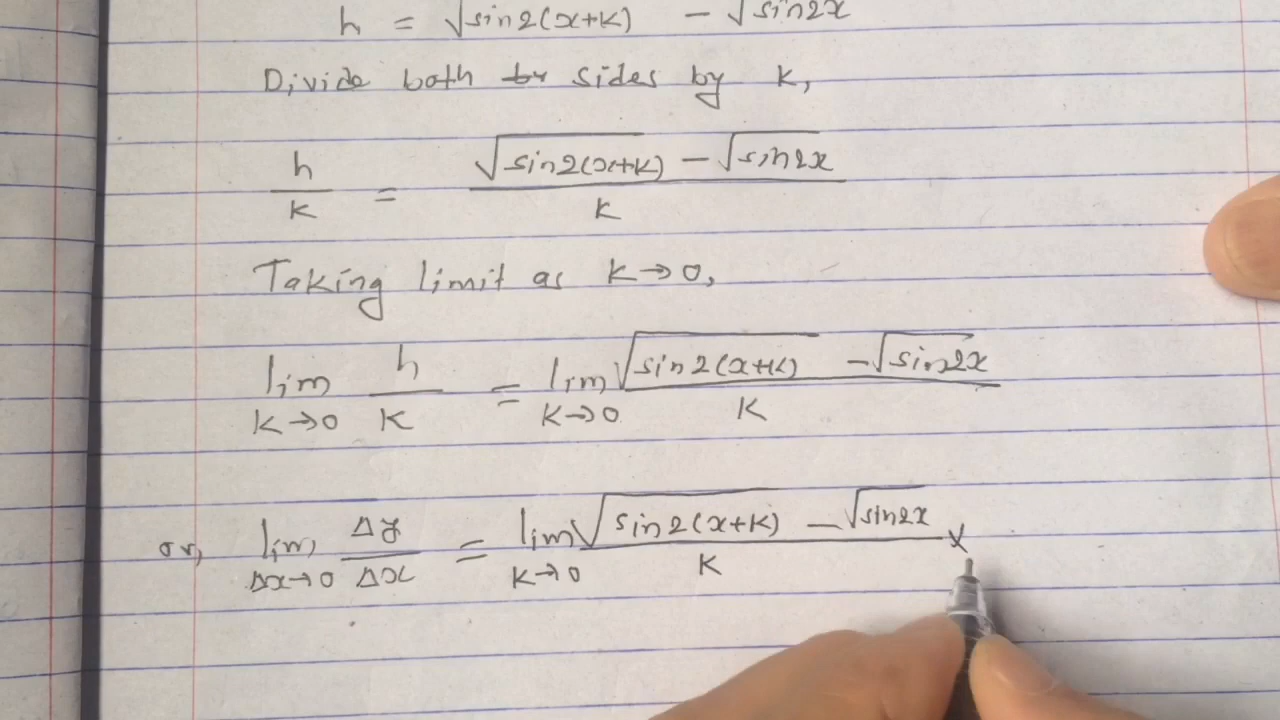 h = √sin2(x+k) - √sin2x
Divide both sides by k,
h/k = (√sin2(x+k) - √sin2x)/k
Taking limit as k→0,
lim k→0 h/k = lim k→0 (√sin2(x+k) - √sin2x)/k
or, lim Δx→0 Δy/Δx = lim k→0 (√sin2(x+k) - √sin2x)/k ×